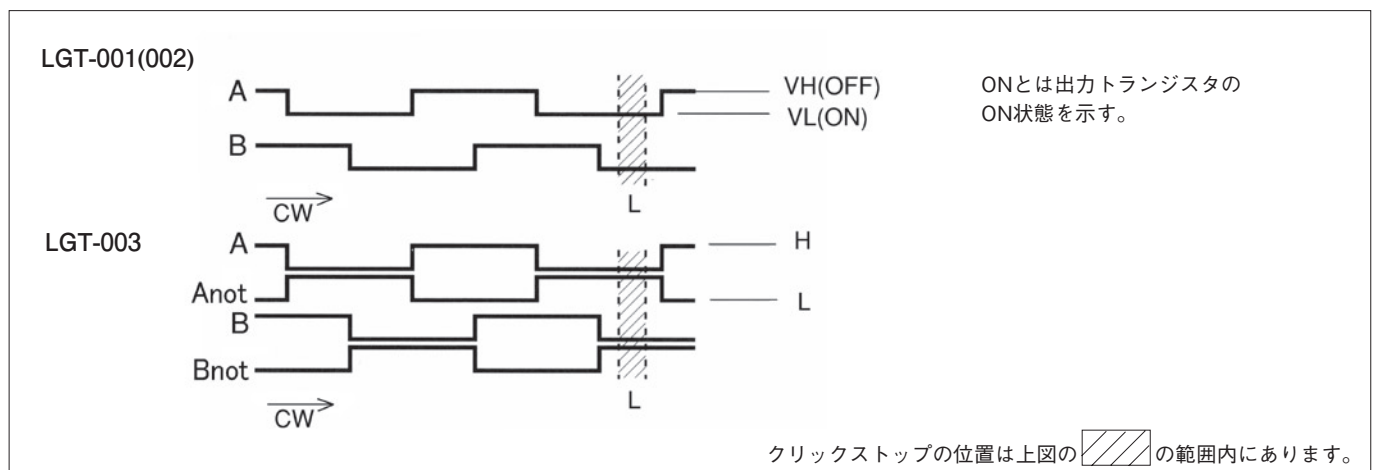 LGT-001(002)
A
VH(OFF)
VL(ON)
ONとは出力トランジスタの
ON状態を示す。
B
CW
L
LGT-003
A
H
Anot
L
B
Bnot
CW
L
クリックストップの位置は上図の の範囲内にあります。